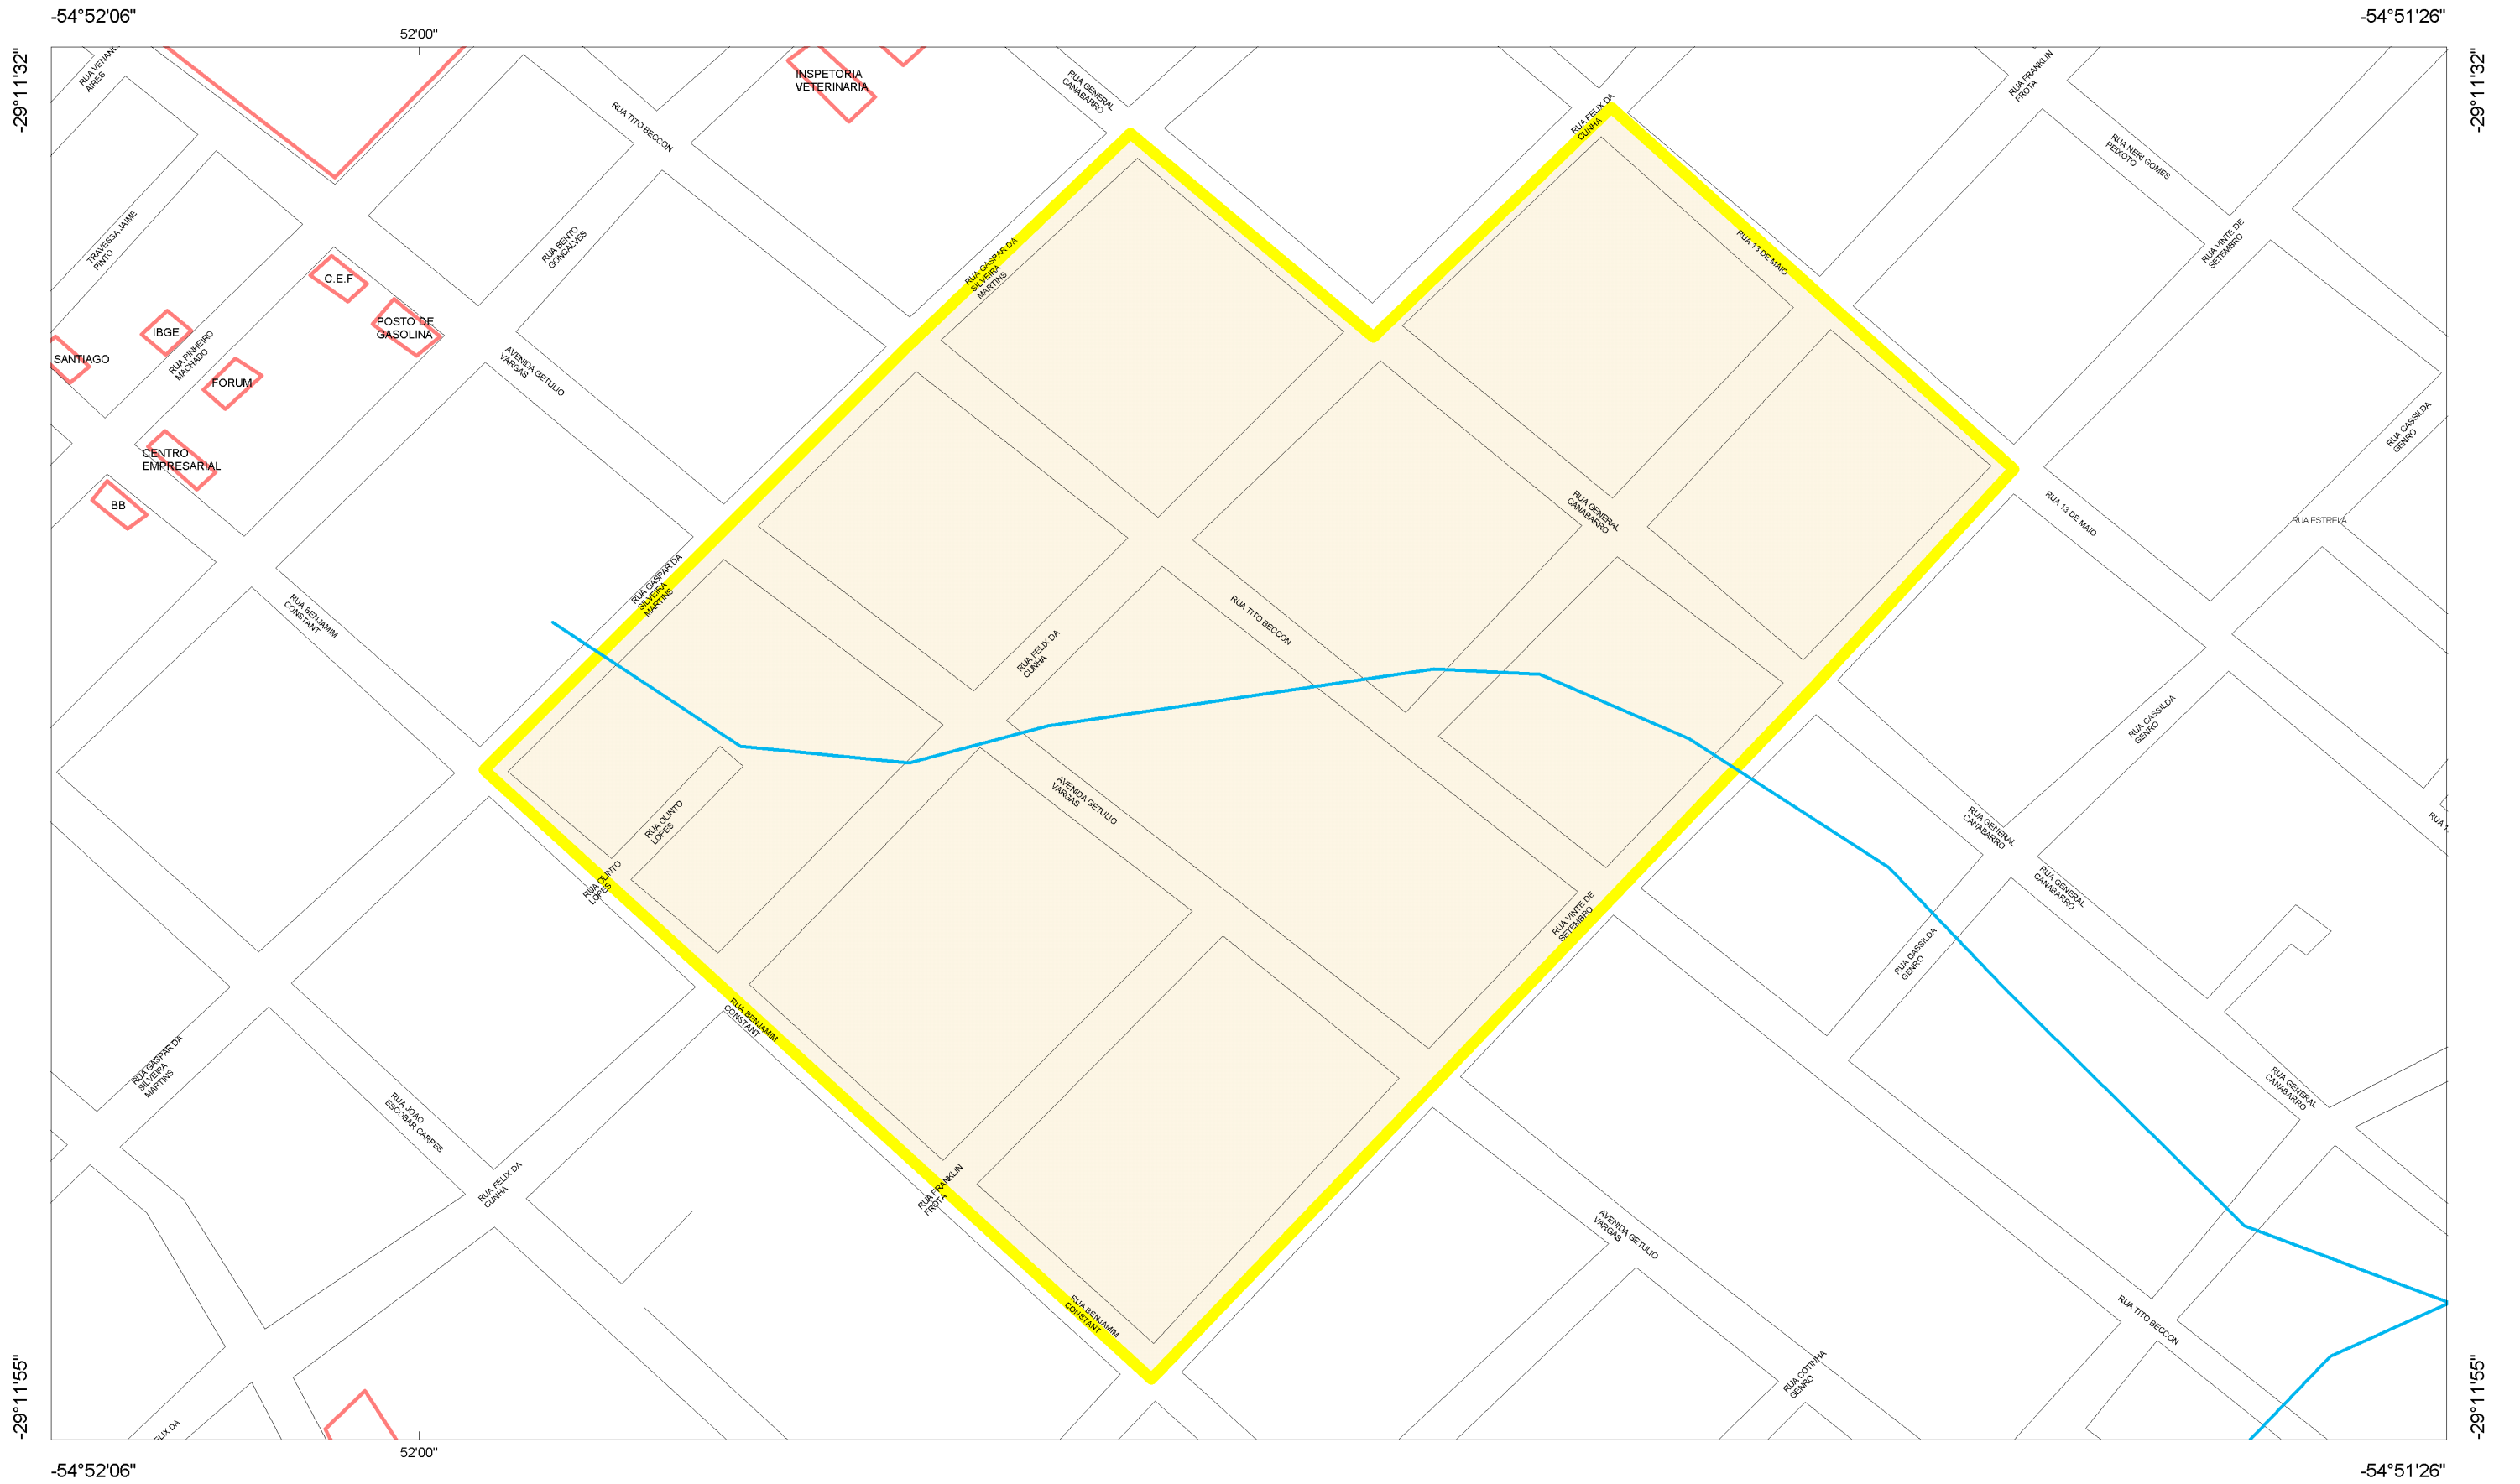 -54°52'06"
-54°51'26"
52'00"
-29°11'32"
-29°11'32"
RUA VENANC
AIRES
INSPETORIA
VETERINARIA
RUA GENERAL
CANABARRO
RUA FRANKLIN
FROTA
RUA TITO BECCON
RUA FELIX DA
CUNHA
RUA NERI GOMES
PEIXOTO
TRAVESSA JAIME
PINTO
RUA BENTO
GONCALVES
RUA GASPAR DA
SILVEIRA
MARTINS
RUA 13 DE MAIO
RUA VINTE DE
SETEMBRO
C.E.F
POSTO DE
GASOLINA
IBGE
SANTIAGO
RUA PINHEIRO
MACHADO
FORUM
AVENIDA GETULIO
VARGAS
CENTRO
EMPRESARIAL
BB
RUA CASSILDA
GENRO
RUA GENERAL
CANABARRO
RUA 13 DE MAIO
RUA ESTRELA
RUA GASPAR DA
SILVEIRA
MARTINS
RUA BENJAMIM
CONSTANT
RUA FELIX DA
CUNHA
RUA TITO BECCON
RUA CASSILDA
GENRO
AVENIDA GETULIO
VARGAS
RUA OLINTO
LOPES
RUA GENERAL
CANABARRO
RUA OLINTO
LOPES
RUA GENERAL
CANABARRO
RUA VINTE DE
SETEMBRO
RUA CASSILDA
GENRO
RUA BENJAMIM
CONSTANT
RUA GASPAR DA
SILVEIRA
MARTINS
RUA JOAO
ESCOBAR CARPES
RUA GENERAL
CANABARRO
RUA FELIX DA
CUNHA
RUA FRANKLIN
FROTA
AVENIDA GETULIO
VARGAS
RUA BENJAMIM
CONSTANT
RUA TITO BECCON
RUA COTINHA
GENRO
ELIX DA
-29°11'55"
-29°11'55"
52'00"
-54°52'06"
-54°51'26"